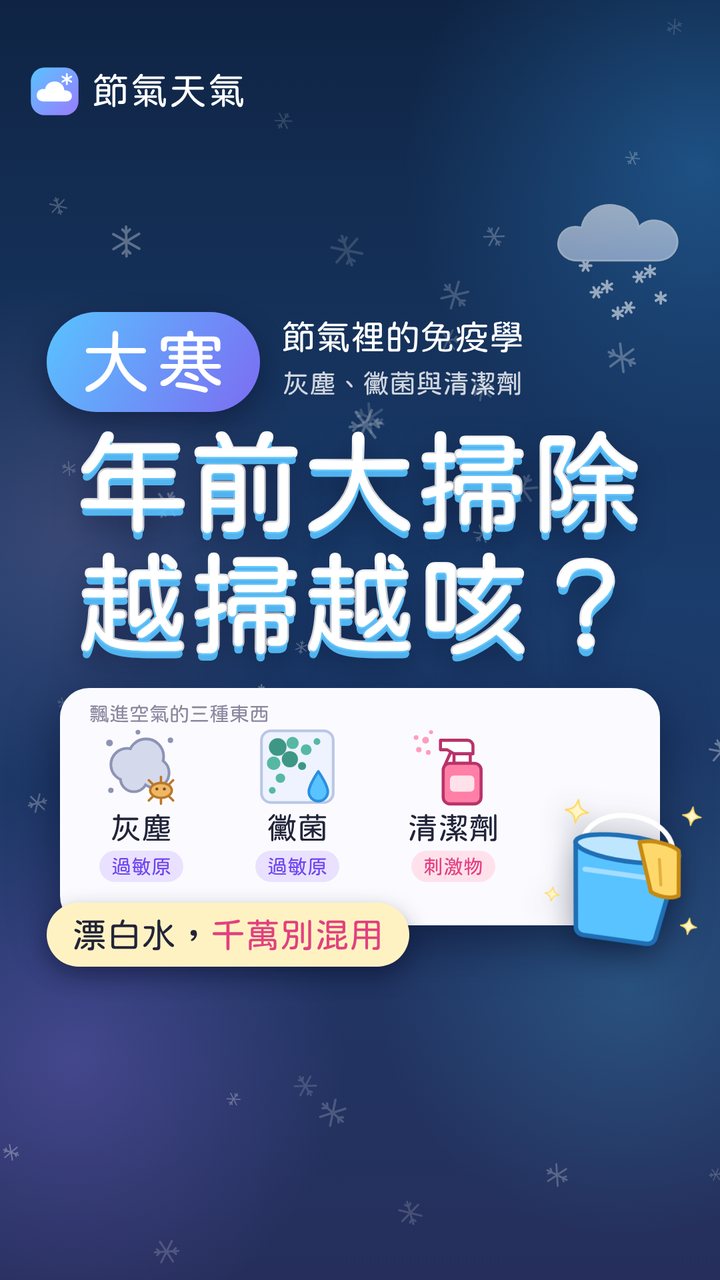 節氣天氣
大寒
節氣裡的免疫學
灰塵、黴菌與清潔劑
年前大掃除
越掃越咳？
飄進空氣的三種東西
灰塵
黴菌
清潔劑
過敏原
過敏原
刺激物
漂白水，千萬別混用